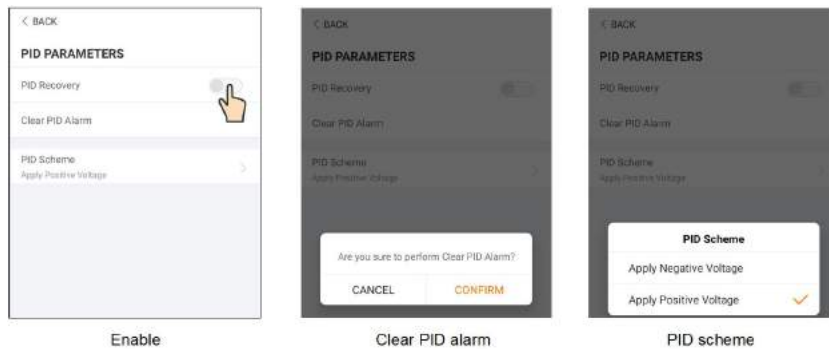 < BACK
PID PARAMETERS
PID Recovery
Clear PID Alarm
PID Scheme
Apply Positive Voltage
Enable
< BACK
PID PARAMETERS
PID Recovery
Clear PID Alarm
PID Scheme
Apply Positive Voltage
Are you sure to perform Clear PID Alarm?
CANCEL CONFIRM
Clear PID alarm
< BACK
PID PARAMETERS
PID Recovery
Clear PID Alarm
PID Scheme
Apply Positive Voltage
PID Scheme
Apply Negative Voltage
Apply Positive Voltage
PID scheme